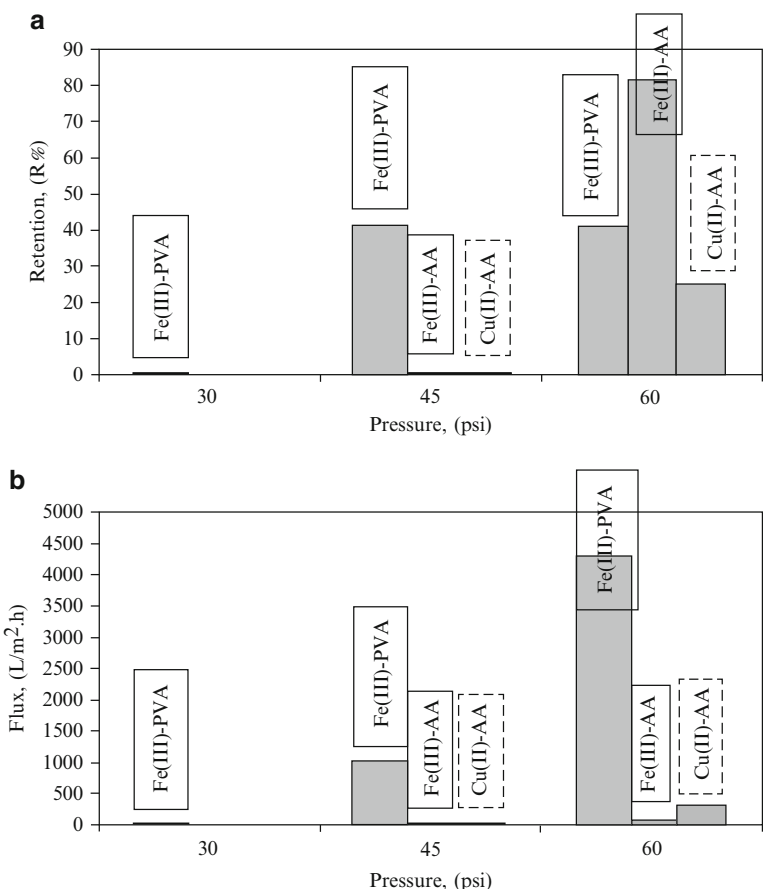 a
90
80
70
60
50
40
30
20
10
0
Retention, (R%)
Fe(III)-PVA
Fe(III)-PVA
Fe(III)-AA
Cu(II)-AA
Fe(III)-PVA
Fe(III)-AA
Cu(II)-AA
30 45 60
Pressure, (psi)
b
5000
4500
4000
3500
3000
2500
2000
1500
1000
500
0
Flux, (L/m².h)
Fe(III)-PVA
Fe(III)-PVA
Fe(III)-AA
Cu(II)-AA
Fe(III)-PVA
Fe(III)-AA
Cu(II)-AA
30 45 60
Pressure, (psi)